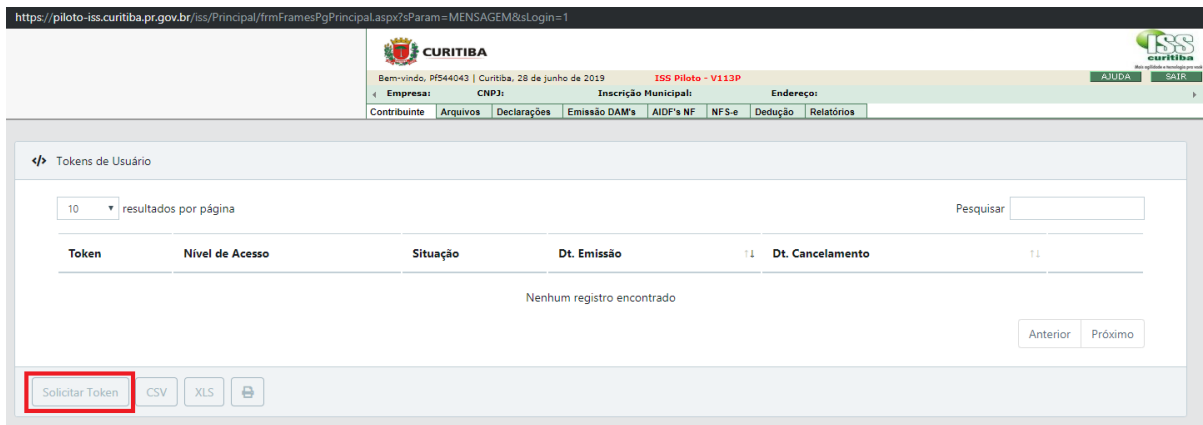 https://piloto-iss.curitiba.pr.gov.br/iss/Principal/frmFramesPgPrincipal.aspx?sParam=MENSAGEM&sLogin=1
CURITIBA
ISS
curitiba
Bem-vindo, Pf544043 | Curitiba, 28 de junho de 2019 ISS Piloto - V113P AJUDA SAIR
Empresa: CNPJ: Inscrição Municipal: Endereço:
Contribuinte Arquivos Declarações Emissão DAM's AIDF's NF NFS-e Dedução Relatórios
</> Tokens de Usuário
10 resultados por página Pesquisar
Token Nível de Acesso Situação Dt. Emissão Dt. Cancelamento
Nenhum registro encontrado
Anterior Próximo
Solicitar Token CSV XLS